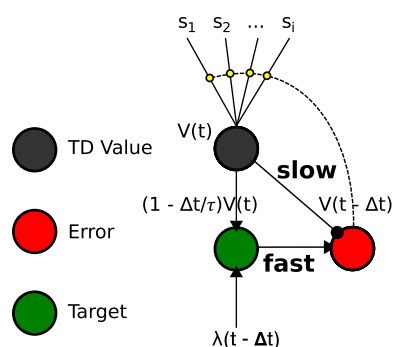 s1 s2 ... si
V(t)
TD Value
slow
(1 - Δt/τ)V(t) V(t - Δt)
Error
fast
Target
λ(t - Δt)